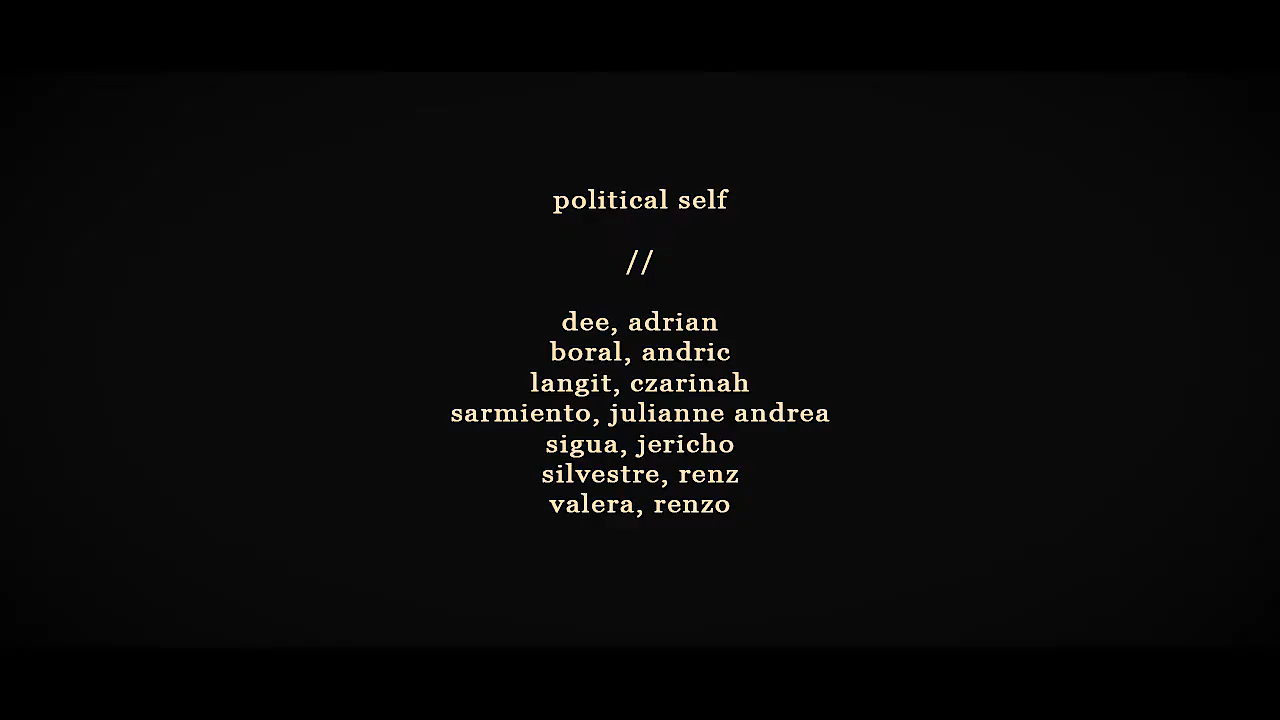 political self
//
dee, adrian
boral, andric
langit, czarinah
sarmiento, julianne andrea
sigua, jericho
silvestre, renz
valera, renzo